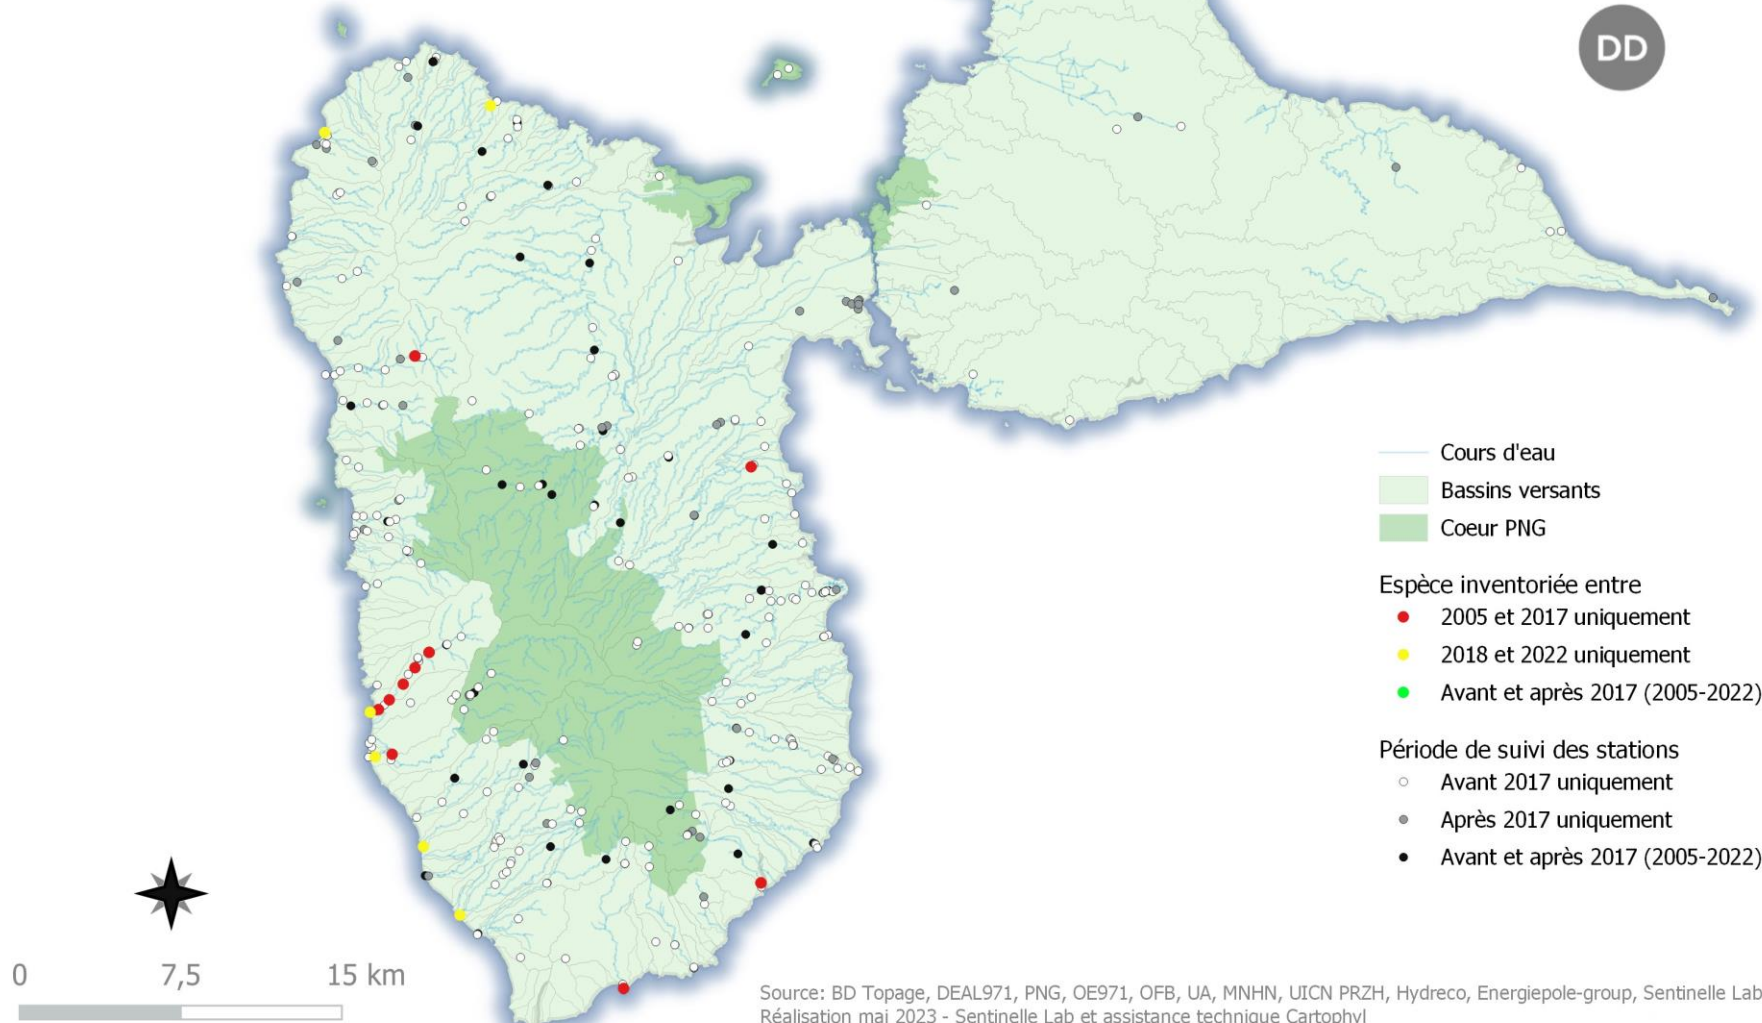 DD
Cours d'eau
Bassins versants
Coeur PNG
Espèce inventoriée entre
2005 et 2017 uniquement
2018 et 2022 uniquement
Avant et après 2017 (2005-2022)
Période de suivi des stations
Avant 2017 uniquement
Après 2017 uniquement
Avant et après 2017 (2005-2022)
0 7,5 15 km
Source: BD Topage, DEAL971, PNG, OE971, OFB, UA, MNHN, UICN PRZH, Hydreco, Energiepole-group, Sentinelle Lab
Réalisation mai 2023 - Sentinelle Lab et assistance technique Cartophyl